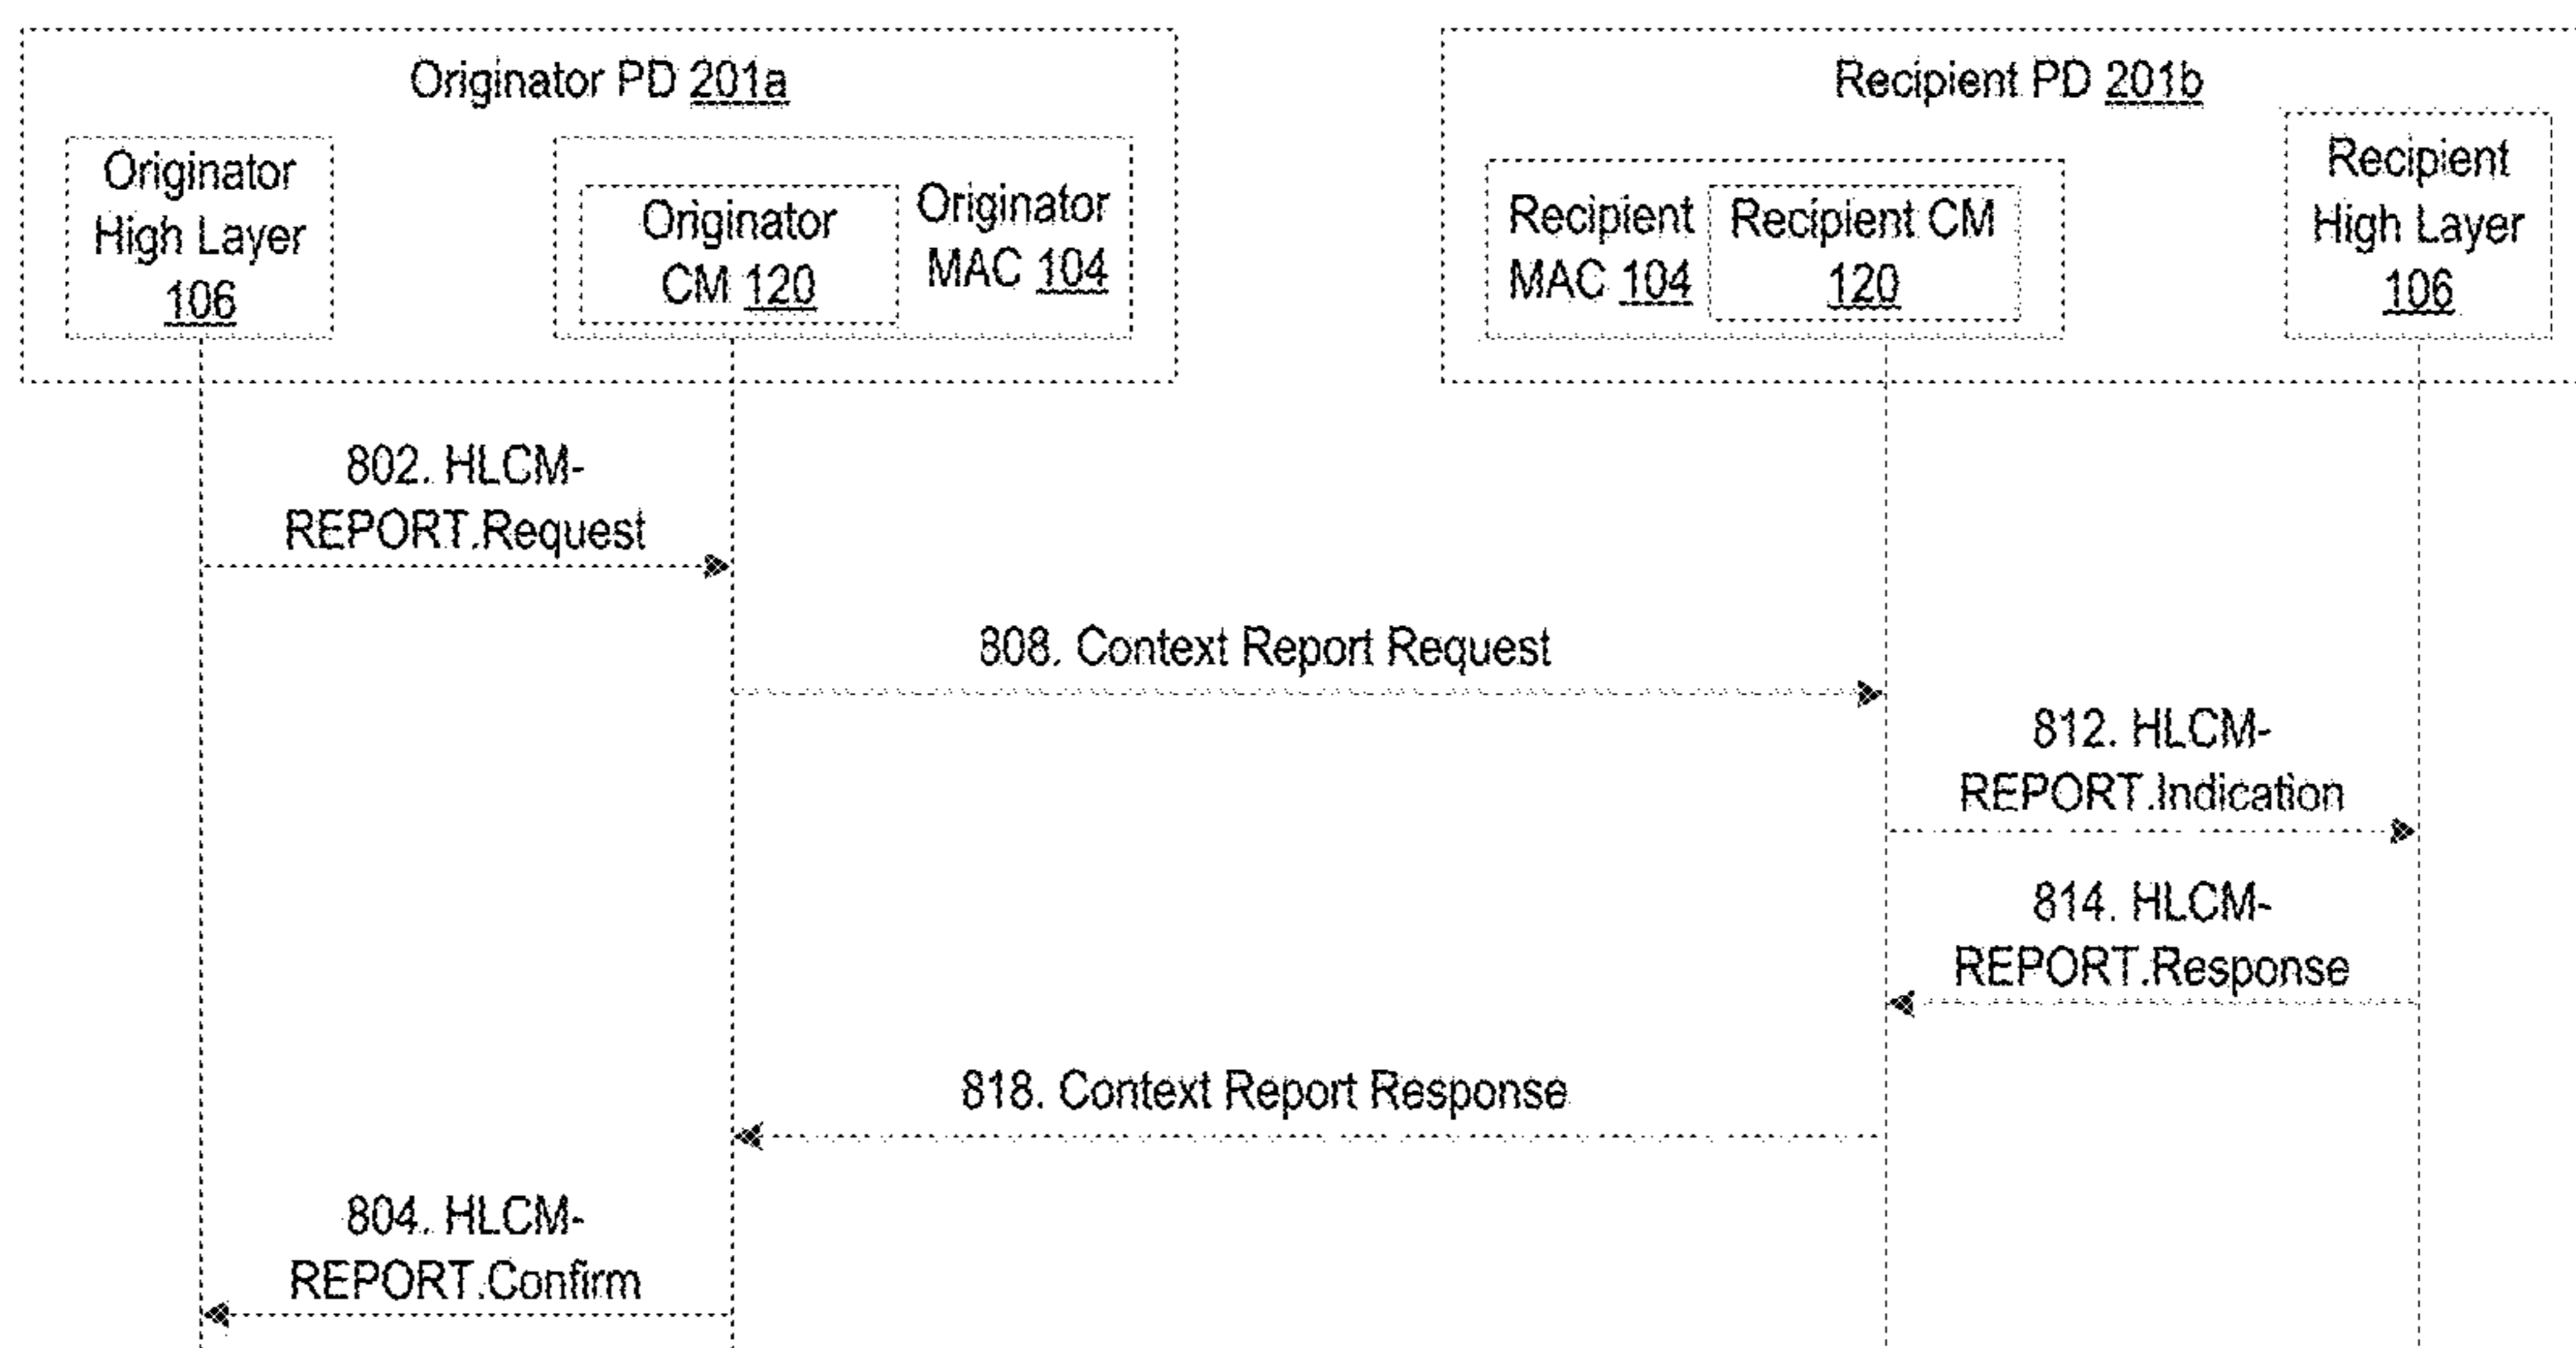 Originator PD 201a
Originator
High Layer
106
Originator
CM 120
Originator
MAC 104
Recipient PD 201b
Recipient
MAC 104
Recipient CM
120
Recipient
High Layer
106
802. HLCM-
REPORT.Request
808. Context Report Request
812. HLCM-
REPORT.Indication
814. HLCM-
REPORT.Response
818. Context Report Response
804. HLCM-
REPORT.Confirm